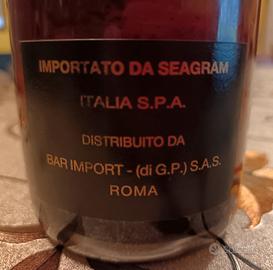 IMPORTATO DA SEAGRAM
ITALIA S.P.A.
DISTRIBUITO DA
BAR IMPORT - (di G.P.) S.A.S.
ROMA